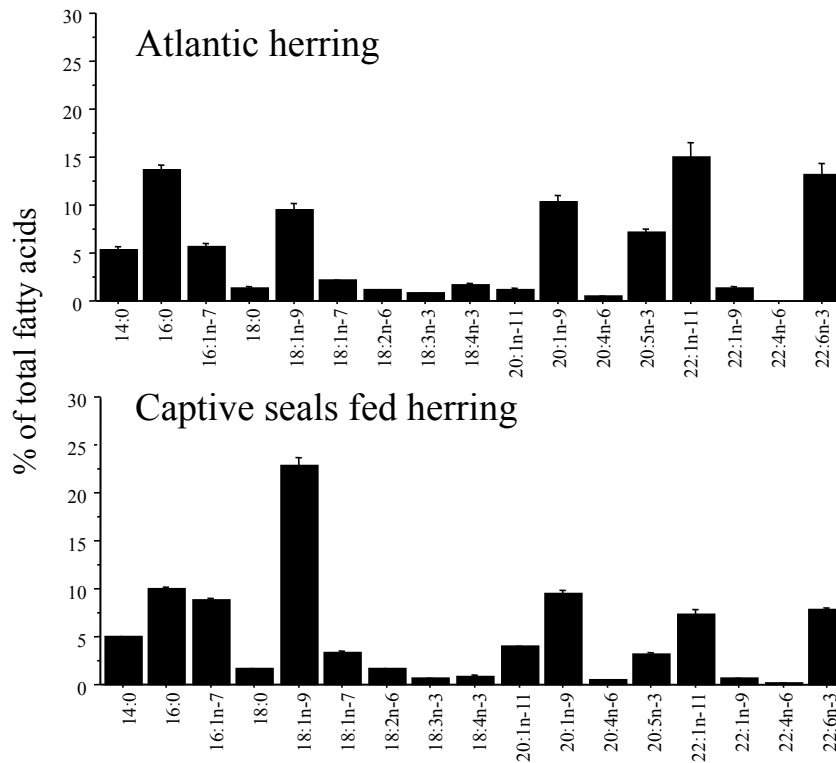 % of total fatty acids
Atlantic herring
30
25
20
15
10
5
0
14:0
16:0
16:1n-7
18:0
18:1n-9
18:1n-7
18:2n-6
18:3n-3
18:4n-3
20:1n-11
20:1n-9
20:4n-6
20:5n-3
22:1n-11
22:1n-9
22:4n-6
22:6n-3
Captive seals fed herring
30
25
20
15
10
5
0
14:0
16:0
16:1n-7
18:0
18:1n-9
18:1n-7
18:2n-6
18:3n-3
18:4n-3
20:1n-11
20:1n-9
20:4n-6
20:5n-3
22:1n-11
22:1n-9
22:4n-6
22:6n-3